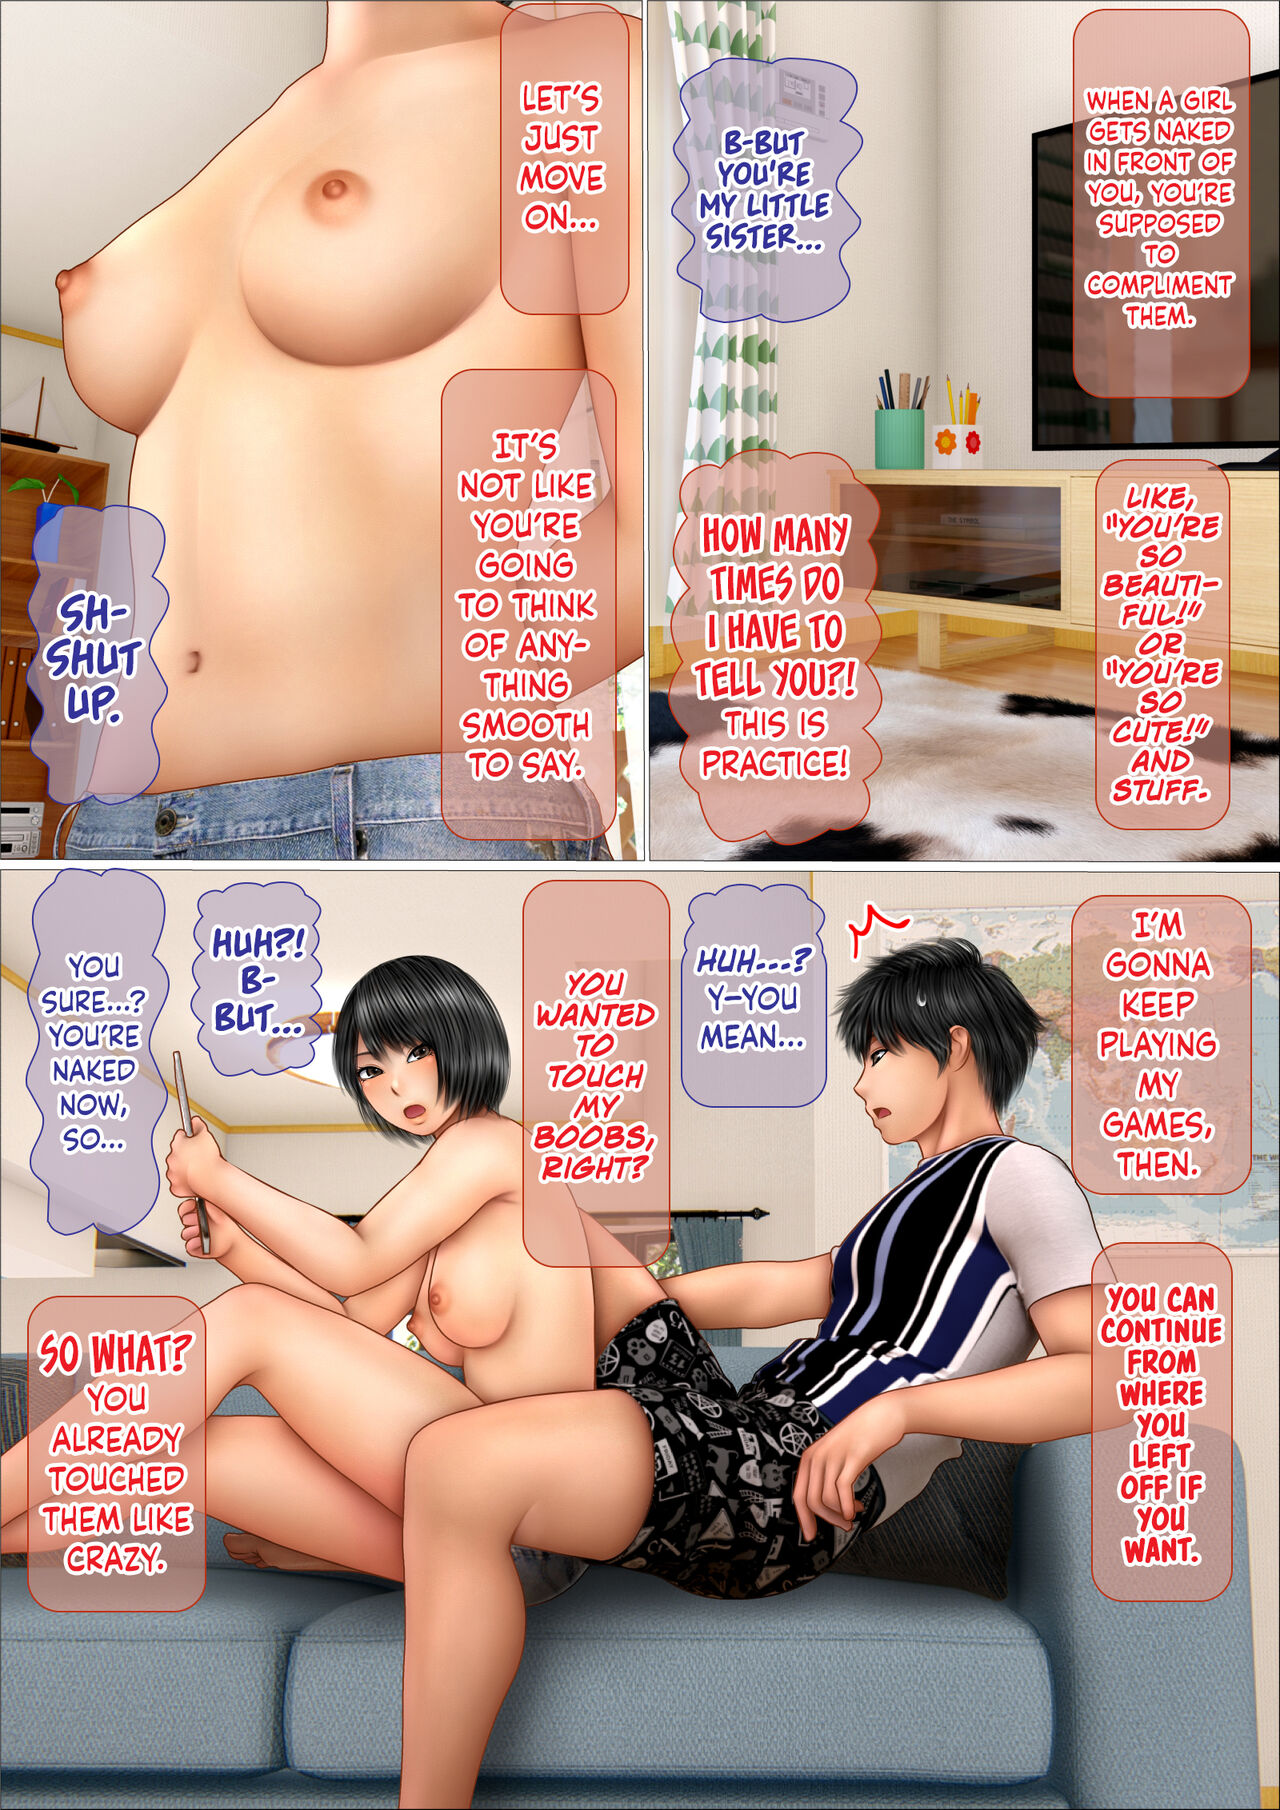 WHEN A GIRL
GETS NAKED
IN FRONT OF
YOU, YOU'RE
SUPPOSED
TO
COMPLIMENT
THEM.
LIKE,
"YOU'RE
SO
BEAUTI-
FUL!"
OR
"YOU'RE
SO
CUTE!"
AND
STUFF.
B-BUT
YOU'RE
MY LITTLE
SISTER...
HOW MANY
TIMES DO
I HAVE TO
TELL YOU?!
THIS IS
PRACTICE!
THE SYMBOL
LET'S
JUST
MOVE
ON...
IT'S
NOT LIKE
YOU'RE
GOING
TO THINK
OF ANY-
THING
SMOOTH
TO SAY.
SH-
SHUT
UP.
I'M
GONNA
KEEP
PLAYING
MY
GAMES,
THEN.
YOU CAN
CONTINUE
FROM
WHERE
YOU
LEFT
OFF IF
YOU
WANT.
HUH---?
Y-YOU
MEAN...
YOU
WANTED
TO
TOUCH
MY
BOOBS,
RIGHT?
HUH?!
B-
BUT...
YOU
SURE...?
YOU'RE
NAKED
NOW,
SO...
SO WHAT?
YOU
ALREADY
TOUCHED
THEM LIKE
CRAZY.